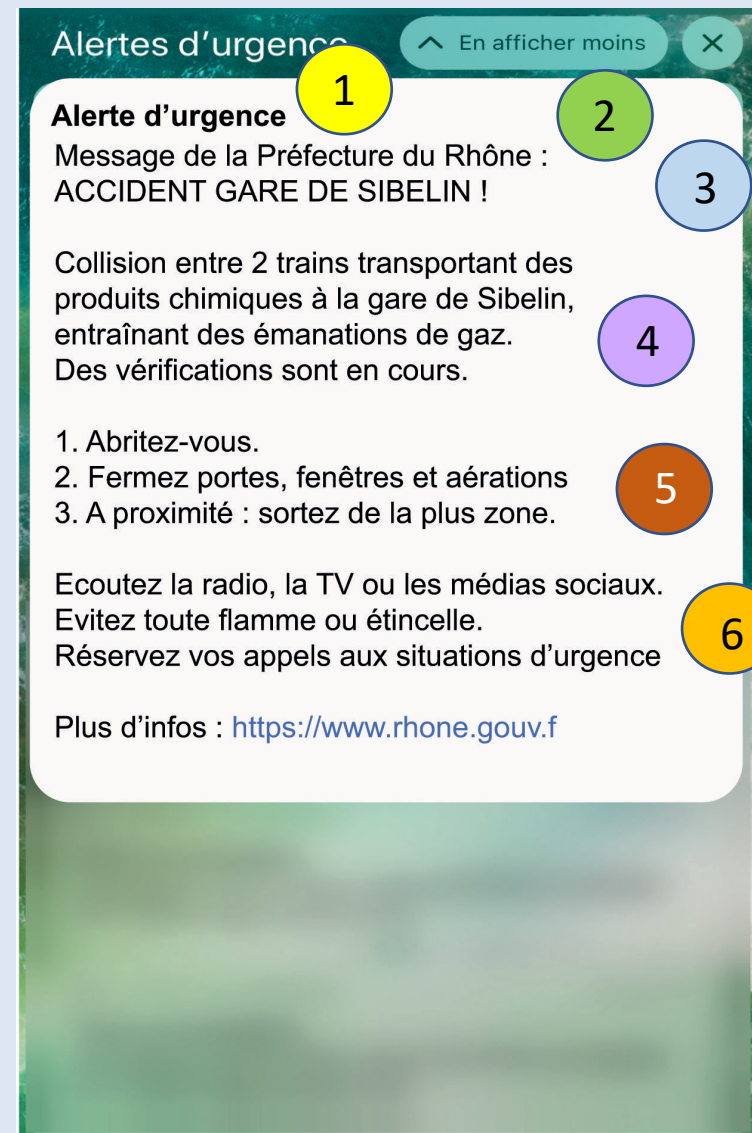 Alertes d'urgence
En afficher moins
1
Alerte d'urgence
2
Message de la Préfecture du Rhône :
3
ACCIDENT GARE DE SIBELIN !
Collision entre 2 trains transportant des
produits chimiques à la gare de Sibelin,
entraînant des émanations de gaz.
4
Des vérifications sont en cours.
1. Abritez-vous.
2. Fermez portes, fenêtres et aérations
5
3. A proximité : sortez de la plus zone.
Ecoutez la radio, la TV ou les médias sociaux.
Evitez toute flamme ou étincelle.
6
Réservez vos appels aux situations d'urgence
Plus d'infos : https://www.rhone.gouv.f